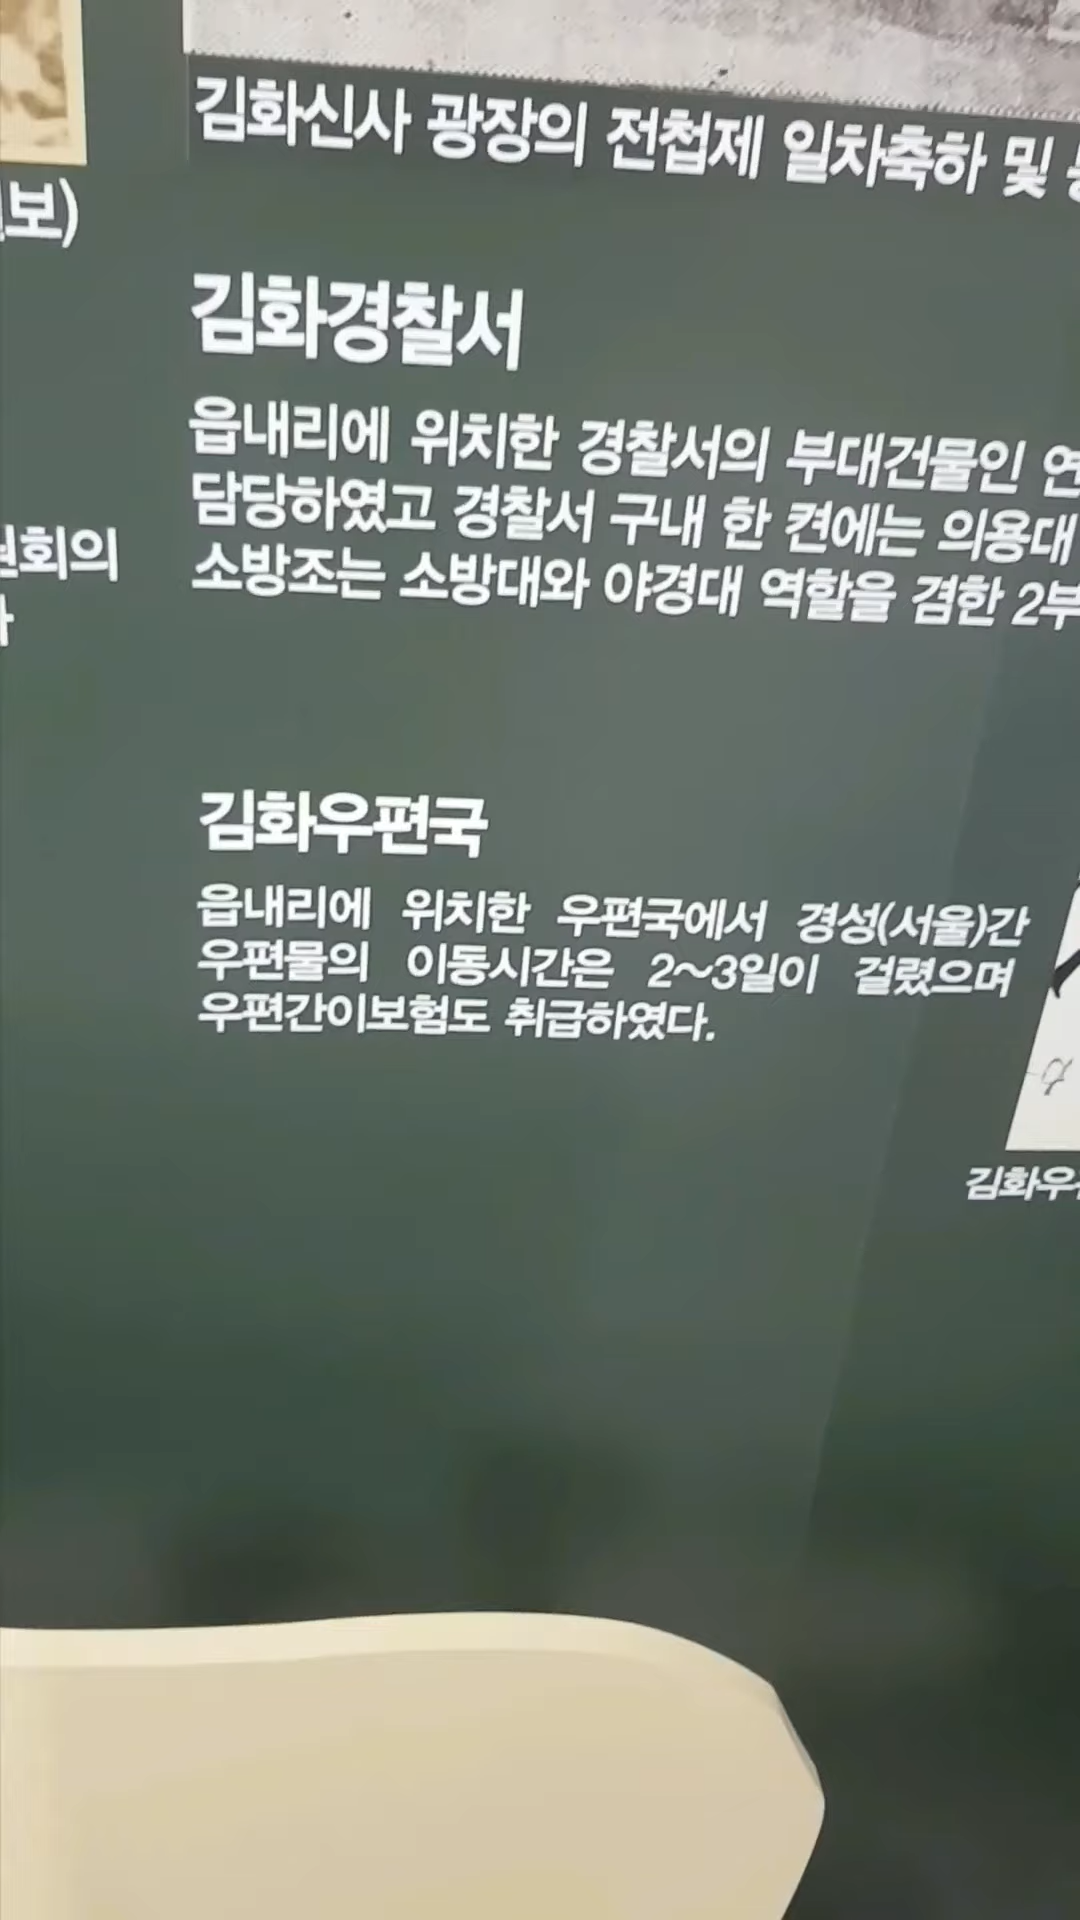 김화신사 광장의 전첩제 일차축하 및
보)
김화경찰서
읍내리에 위치한 경찰서의 부대건물인
담당하였고 경찰서 구내 한 켠에는 의용대
소방조는 소방대와 야경대 역할을 겸한 2부
회의
김화우편국
읍내리에 위치한 우편국에서 경성(서울)간
우편물의 이동시간은 2~3일이 걸렸으며
우편간이보험도 취급하였다.
김화우